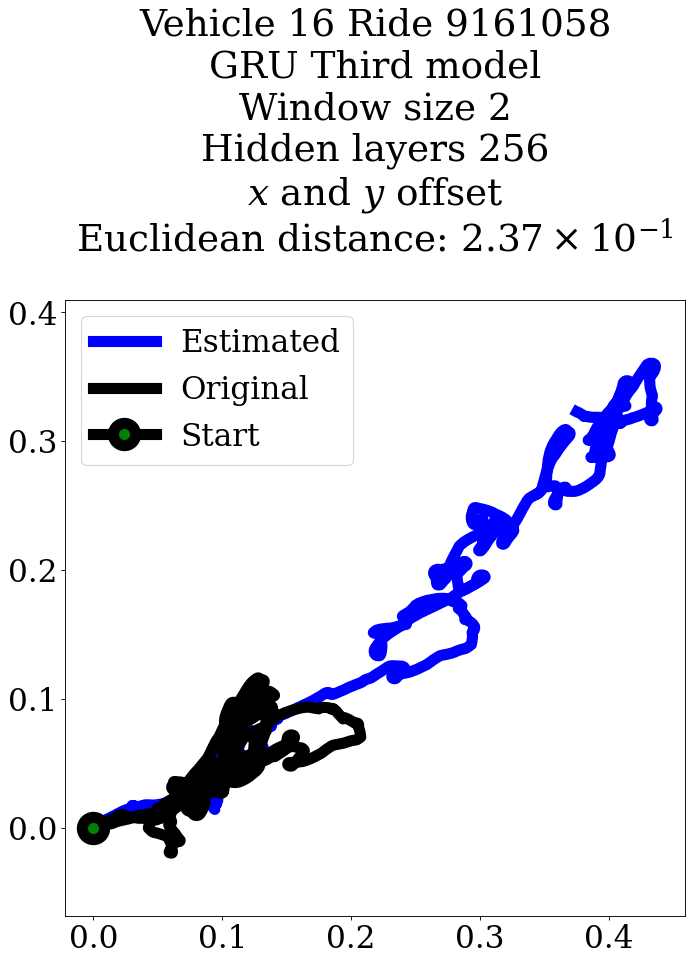 Vehicle 16 Ride 9161058
GRU Third model
Window size 2
Hidden layers 256
x and y offset
Euclidean distance: 2.37 × 10⁻¹
Estimated
Original
Start
0.4
0.3
0.2
0.1
0.0
0.0 0.1 0.2 0.3 0.4